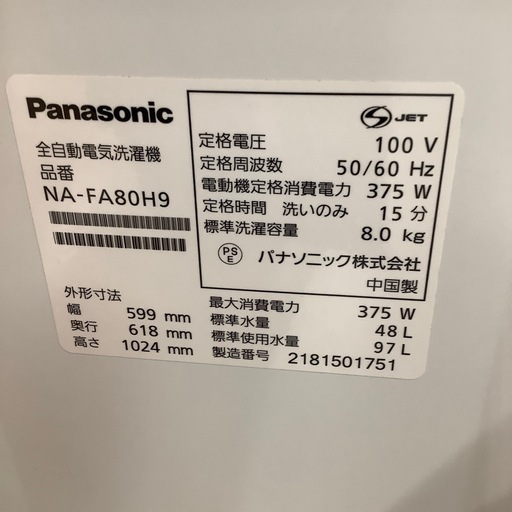 Panasonic
全自動電気洗濯機
品番
NA-FA80H9
外形寸法
幅 599 mm
奥行 618 mm
高さ 1024 mm
S JET
定格電圧 100 V
定格周波数 50/60 Hz
電動機定格消費電力 375 W
定格時間 洗いのみ 15 分
標準洗濯容量 8.0 kg
PS E パナソニック株式会社
中国製
最大消費電力 375 W
標準水量 48 L
標準使用水量 97 L
製造番号 2181501751